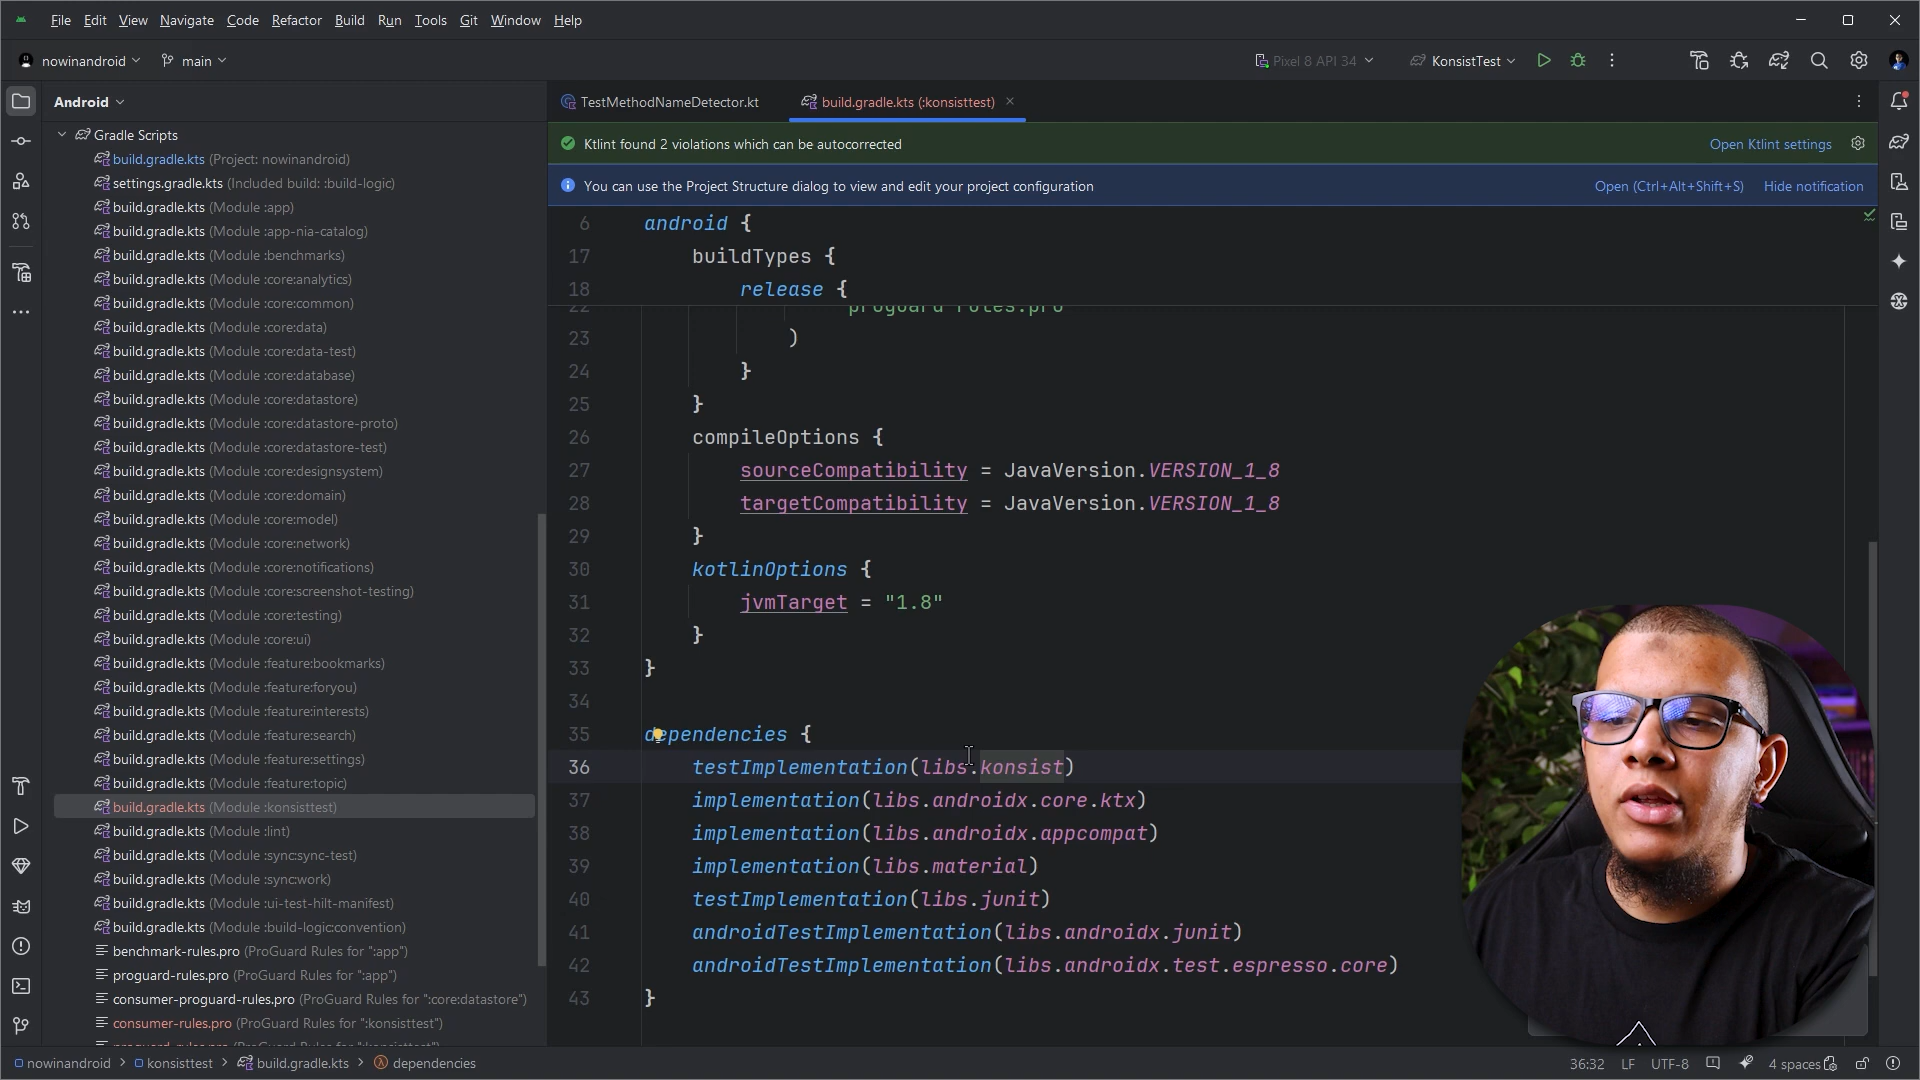 File Edit View Navigate Code Refactor Build Run Tools Git Window Help
nowinandroid main Pixel 8 API 34 KonsistTest
Android
TestMethodNameDetector.kt build.gradle.kts (:konsisttest)
Gradle Scripts
build.gradle.kts (Project: nowinandroid)
settings.gradle.kts (Included build: :build-logic)
build.gradle.kts (Module :app)
build.gradle.kts (Module :app-nia-catalog)
build.gradle.kts (Module :benchmarks)
build.gradle.kts (Module :core:analytics)
build.gradle.kts (Module :core:common)
build.gradle.kts (Module :core:data)
build.gradle.kts (Module :core:data-test)
build.gradle.kts (Module :core:database)
build.gradle.kts (Module :core:datastore)
build.gradle.kts (Module :core:datastore-proto)
build.gradle.kts (Module :core:datastore-test)
build.gradle.kts (Module :core:designsystem)
build.gradle.kts (Module :core:domain)
build.gradle.kts (Module :core:model)
build.gradle.kts (Module :core:network)
build.gradle.kts (Module :core:notifications)
build.gradle.kts (Module :core:screenshot-testing)
build.gradle.kts (Module :core:testing)
build.gradle.kts (Module :core:ui)
build.gradle.kts (Module :feature:bookmarks)
build.gradle.kts (Module :feature:foryou)
build.gradle.kts (Module :feature:interests)
build.gradle.kts (Module :feature:search)
build.gradle.kts (Module :feature:settings)
build.gradle.kts (Module :feature:topic)
build.gradle.kts (Module :konsisttest)
build.gradle.kts (Module :lint)
build.gradle.kts (Module :sync:sync-test)
build.gradle.kts (Module :sync:work)
build.gradle.kts (Module :ui-test-hilt-manifest)
build.gradle.kts (Module :build-logic:convention)
benchmark-rules.pro (ProGuard Rules for ":app")
proguard-rules.pro (ProGuard Rules for ":app")
consumer-proguard-rules.pro (ProGuard Rules for ":core:datastore")
consumer-rules.pro (ProGuard Rules for ":konsisttest")
proguard-rules.pro (ProGuard Rules for ":konsisttest")
Ktlint found 2 violations which can be autocorrected Open Ktlint settings
You can use the Project Structure dialog to view and edit your project configuration Open (Ctrl+Alt+Shift+S) Hide notification
6 android {
17 buildTypes {
18 release {
22 "proguard-rules.pro"
23 )
24 }
25 }
26 compileOptions {
27 sourceCompatibility = JavaVersion.VERSION_1_8
28 targetCompatibility = JavaVersion.VERSION_1_8
29 }
30 kotlinOptions {
31 jvmTarget = "1.8"
32 }
33 }
34
35 dependencies {
36 testImplementation(libs.konsist)
37 implementation(libs.androidx.core.ktx)
38 implementation(libs.androidx.appcompat)
39 implementation(libs.material)
40 testImplementation(libs.junit)
41 androidTestImplementation(libs.androidx.junit)
42 androidTestImplementation(libs.androidx.test.espresso.core)
43 }
nowinandroid > konsisttest > build.gradle.kts > dependencies 36:32 LF UTF-8 4 spaces